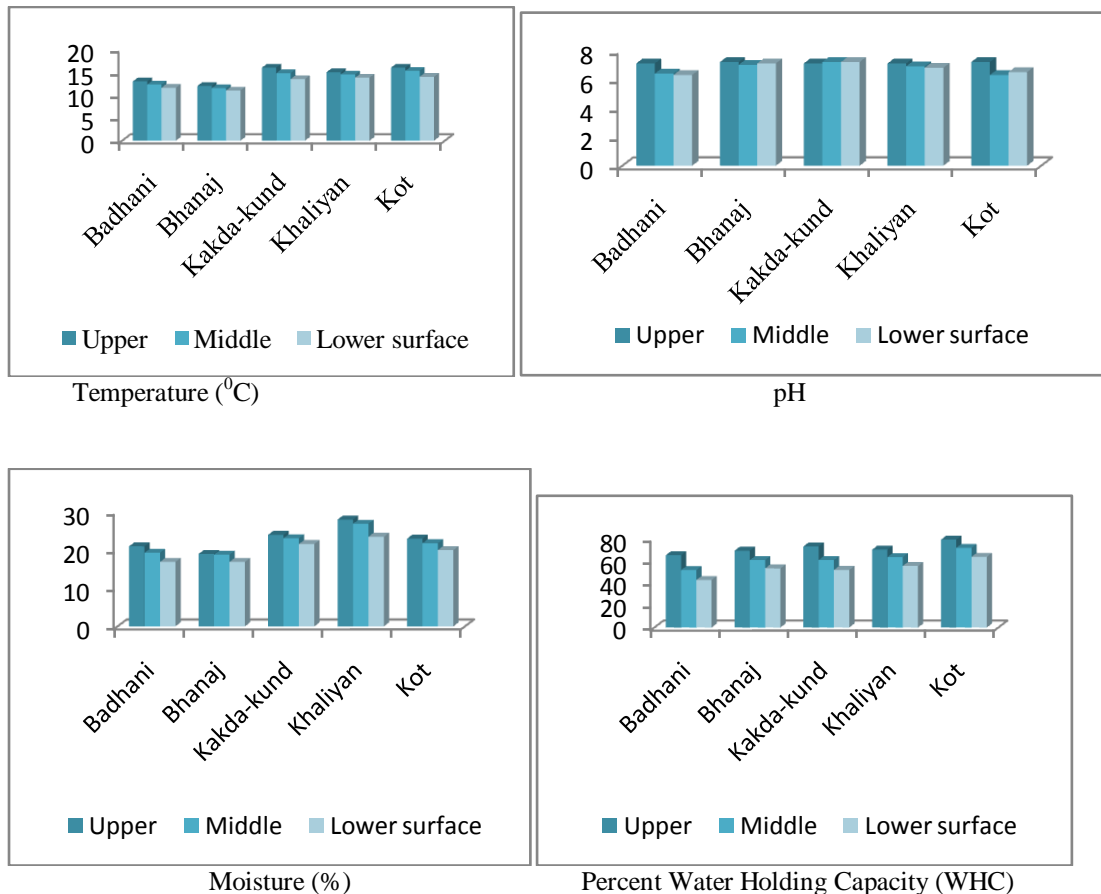 20
15
10
5
0
Badhani
Bhanaj
Kakda-kund
Khaliyan
Kot
Upper Middle Lower surface
Temperature (⁰C)
8
6
4
2
0
Badhani
Bhanaj
Kakda-kund
Khaliyan
Kot
Upper Middle Lower surface
pH
30
20
10
0
Badhani
Bhanaj
Kakda-kund
Khaliyan
Kot
Upper Middle Lower surface
Moisture (%)
80
60
40
20
0
Badhani
Bhanaj
Kakda-kund
Khaliyan
Kot
Upper Middle Lower surface
Percent Water Holding Capacity (WHC)